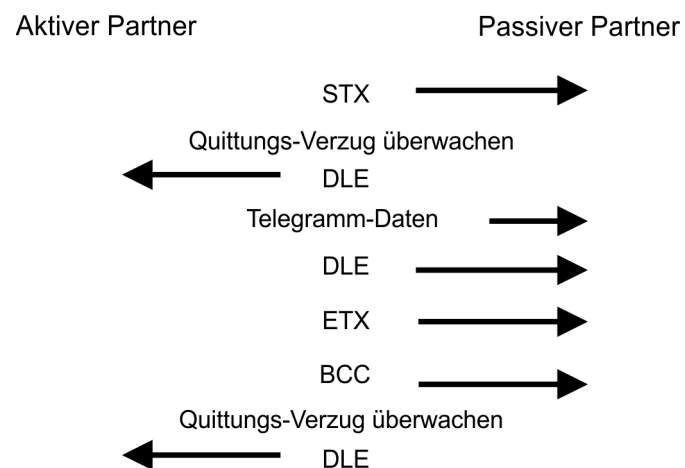 Aktiver Partner Passiver Partner
STX
Quittungs-Verzug überwachen
DLE
Telegramm-Daten
DLE
ETX
BCC
Quittungs-Verzug überwachen
DLE